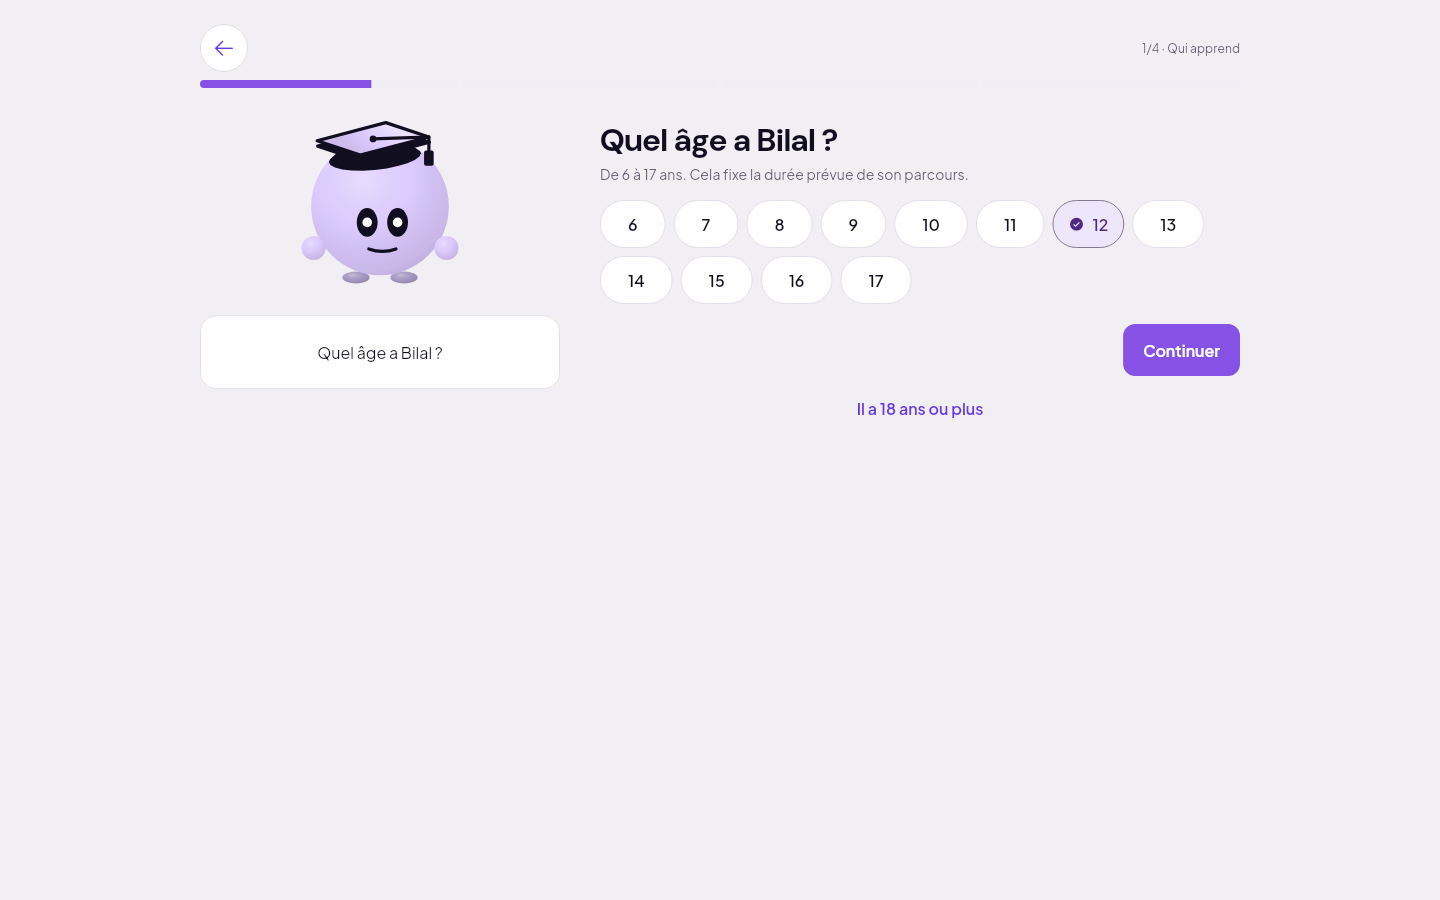 1/4 · Qui apprend
Quel âge a Bilal ?
De 6 à 17 ans. Cela fixe la durée prévue de son parcours.
6 7 8 9 10 11 12 13
14 15 16 17
Quel âge a Bilal ?
Continuer
Il a 18 ans ou plus